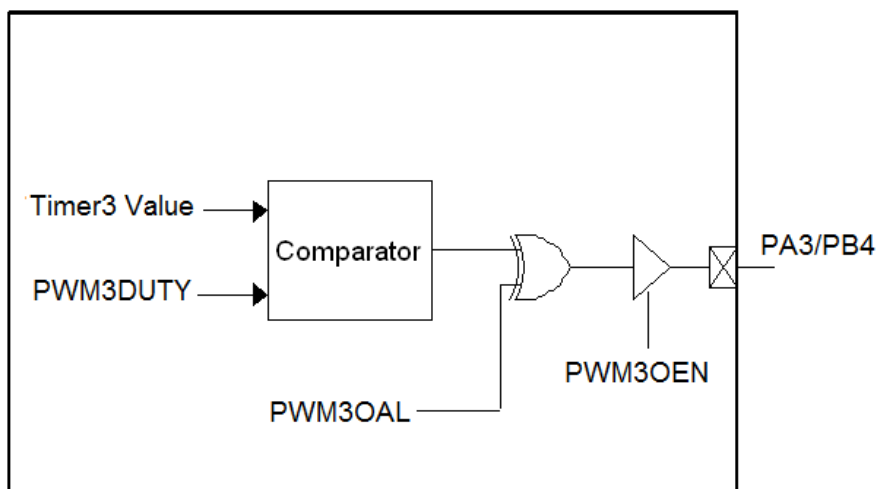 Timer3 Value
Comparator
PWM3DUTY
PA3/PB4
PWM3OEN
PWM3OAL